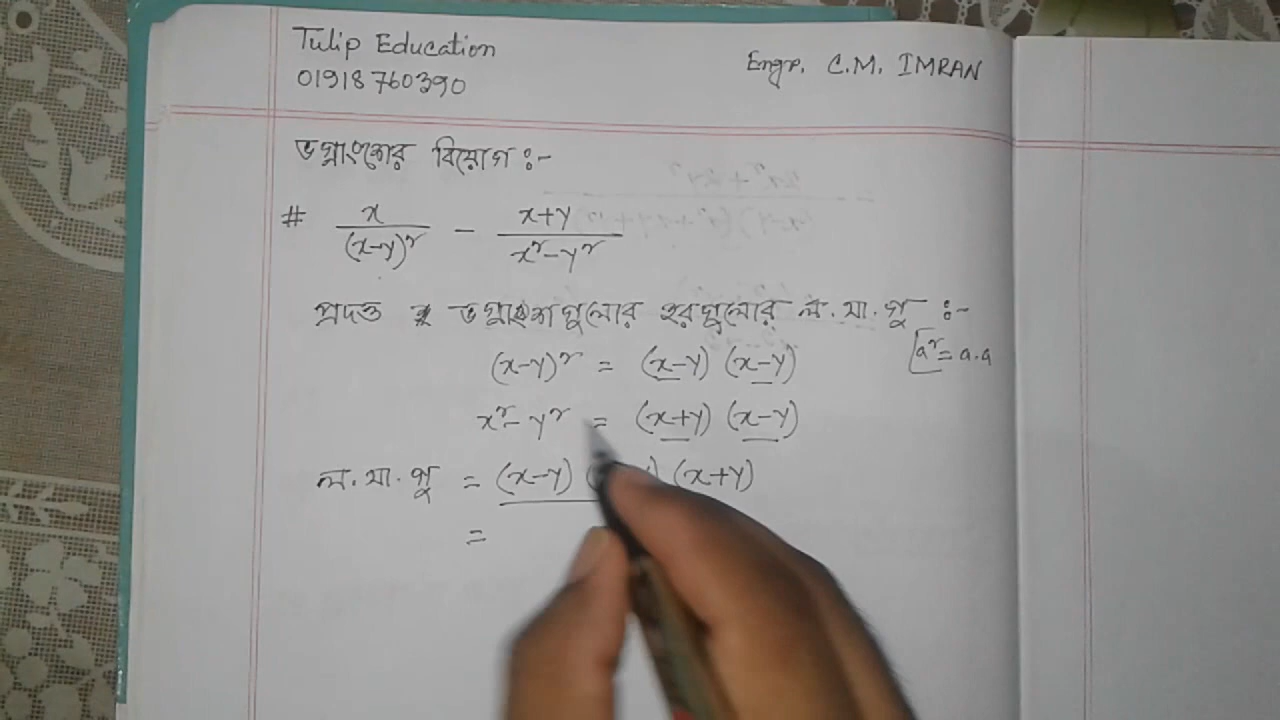 Tulip Education
01918760390
Engr. C.M. IMRAN
ভগ্নাংশের বিয়োগ :-
# x/(x-y)² - x+y/x²-y²
প্রদত্ত ভগ্নাংশগুলোর হরগুলোর ল.সা.গু :-
(x-y)² = (x-y) (x-y)
[a² = a.a
x²-y² = (x+y) (x-y)
ল.সা.গু = (x-y) (x+y)
=